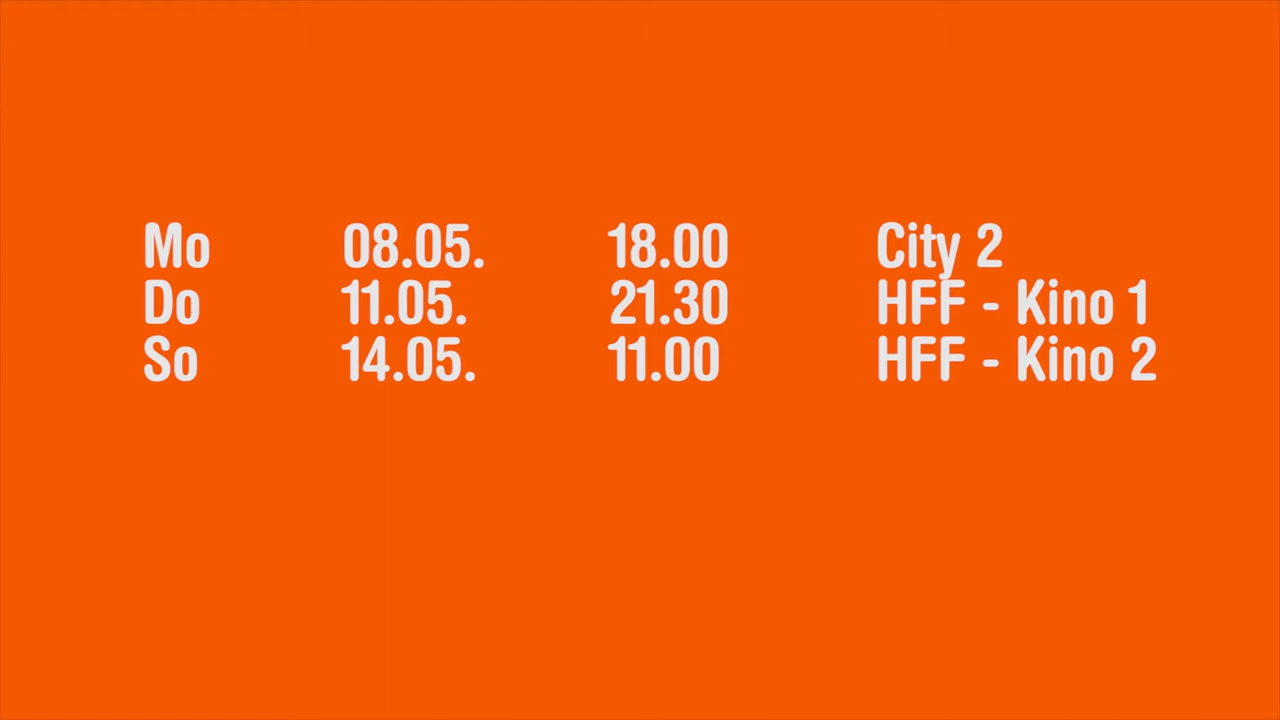 Mo 08.05. 18.00 City 2
Do 11.05. 21.30 HFF - Kino 1
So 14.05. 11.00 HFF - Kino 2